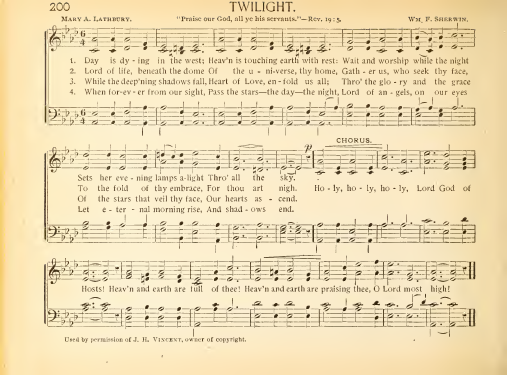 200
TWILIGHT.
MARY A. LATHBURY.
"Praise our God, all ye his servants."—REV. 19:5.
WM. F. SHERWIN.
1. Day is dy - ing in the west; Heav'n is touching earth with rest: Wait and worship while the night
2. Lord of life, beneath the dome Of the u - niverse, thy home, Gath - er us, who seek thy face,
3. While the deep'ning shadows fall, Heart of Love, en - fold us all; Thro' the glo - ry and the grace
4. When for-ev - er from our sight, Pass the stars—the day—the night, Lord of an - gels, on our eyes
p
CHORUS.
Sets her eve - ning lamps a-light Thro' all the sky.
To the fold of thy embrace, For thou art nigh. Ho - ly, ho - ly, ho - ly, Lord God of
Of the stars that veil thy face, Our hearts as - cend.
Let e - ter - nal morning rise, And shad - ows end.
Hosts! Heav'n and earth are full of thee! Heav'n and earth are praising thee, O Lord most high!
Used by permission of J. H. VINCENT, owner of copyright.